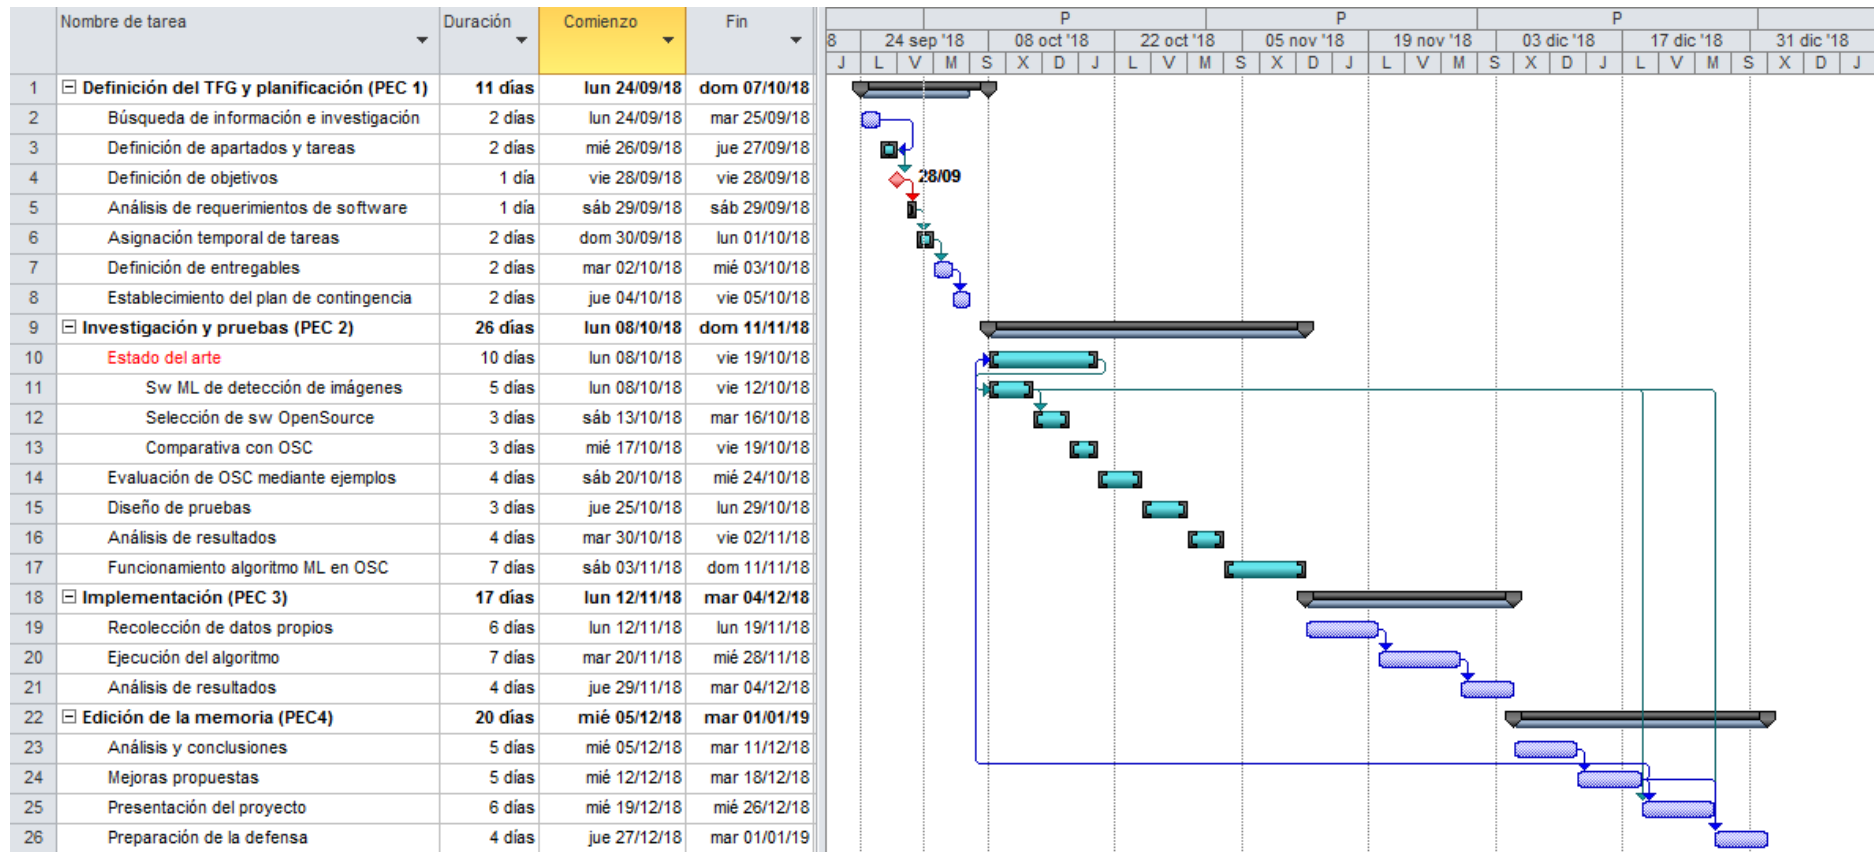 Nombre de tarea Duración Comienzo Fin
P P P
8 24 sep '18 08 oct '18 22 oct '18 05 nov '18 19 nov '18 03 dic '18 17 dic '18 31 dic '18
J L V M S X D J L V M S X D J L V M S X D J L V M S X D J
1 Definición del TFG y planificación (PEC 1) 11 días lun 24/09/18 dom 07/10/18
2 Búsqueda de información e investigación 2 días lun 24/09/18 mar 25/09/18
3 Definición de apartados y tareas 2 días mié 26/09/18 jue 27/09/18
4 Definición de objetivos 1 día vie 28/09/18 vie 28/09/18 28/09
5 Análisis de requerimientos de software 1 día sáb 29/09/18 sáb 29/09/18
6 Asignación temporal de tareas 2 días dom 30/09/18 lun 01/10/18
7 Definición de entregables 2 días mar 02/10/18 mié 03/10/18
8 Establecimiento del plan de contingencia 2 días jue 04/10/18 vie 05/10/18
9 Investigación y pruebas (PEC 2) 26 días lun 08/10/18 dom 11/11/18
10 Estado del arte 10 días lun 08/10/18 vie 19/10/18
11 Sw ML de detección de imágenes 5 días lun 08/10/18 vie 12/10/18
12 Selección de sw OpenSource 3 días sáb 13/10/18 mar 16/10/18
13 Comparativa con OSC 3 días mié 17/10/18 vie 19/10/18
14 Evaluación de OSC mediante ejemplos 4 días sáb 20/10/18 mié 24/10/18
15 Diseño de pruebas 3 días jue 25/10/18 lun 29/10/18
16 Análisis de resultados 4 días mar 30/10/18 vie 02/11/18
17 Funcionamiento algoritmo ML en OSC 7 días sáb 03/11/18 dom 11/11/18
18 Implementación (PEC 3) 17 días lun 12/11/18 mar 04/12/18
19 Recolección de datos propios 6 días lun 12/11/18 lun 19/11/18
20 Ejecución del algoritmo 7 días mar 20/11/18 mié 28/11/18
21 Análisis de resultados 4 días jue 29/11/18 mar 04/12/18
22 Edición de la memoria (PEC4) 20 días mié 05/12/18 mar 01/01/19
23 Análisis y conclusiones 5 días mié 05/12/18 mar 11/12/18
24 Mejoras propuestas 5 días mié 12/12/18 mar 18/12/18
25 Presentación del proyecto 6 días mié 19/12/18 mié 26/12/18
26 Preparación de la defensa 4 días jue 27/12/18 mar 01/01/19